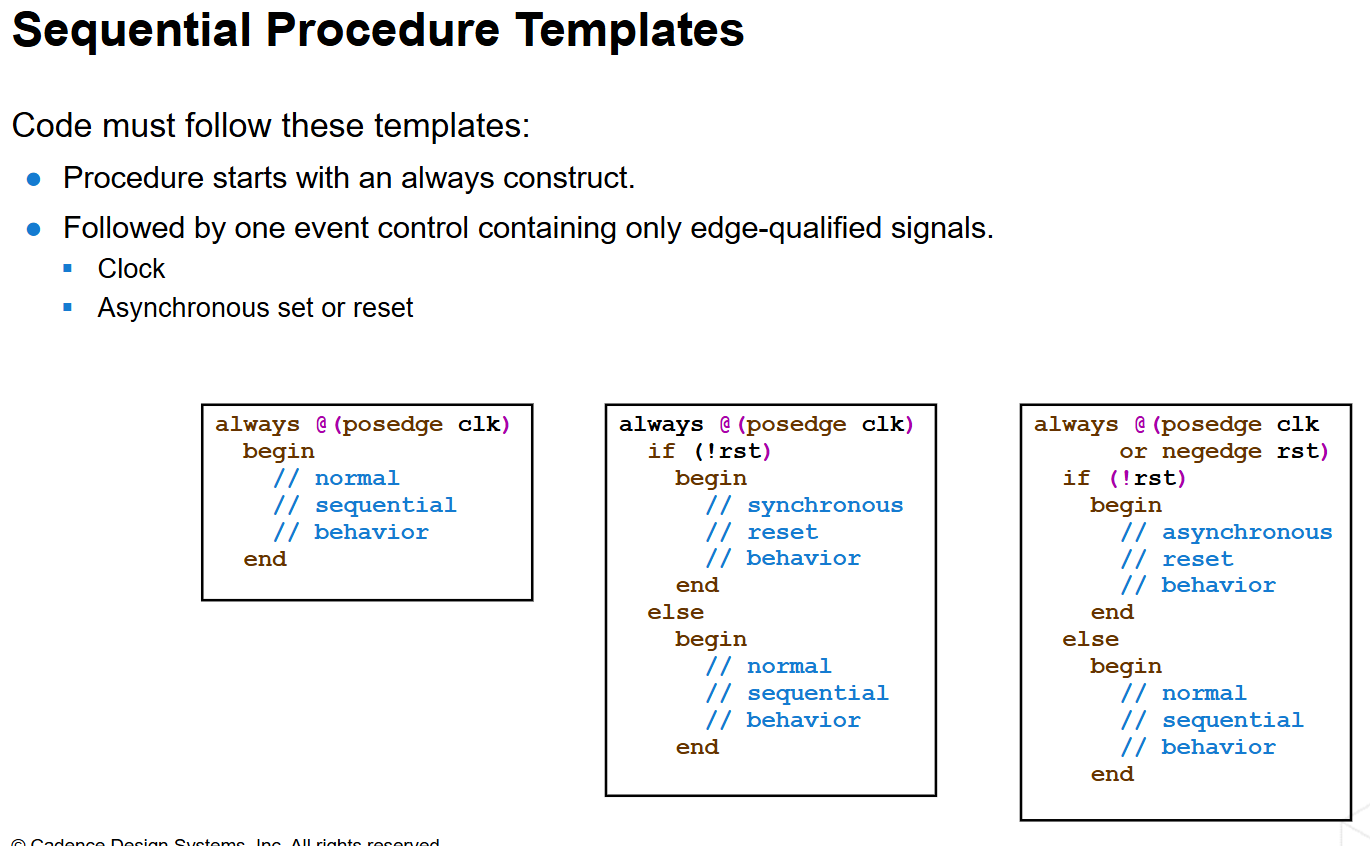 Sequential Procedure Templates
Code must follow these templates:
● Procedure starts with an always construct.
● Followed by one event control containing only edge-qualified signals.
▪ Clock
▪ Asynchronous set or reset
always @(posedge clk)
begin
// normal
// sequential
// behavior
end
always @(posedge clk)
if (!rst)
begin
// synchronous
// reset
// behavior
end
else
begin
// normal
// sequential
// behavior
end
always @(posedge clk
or negedge rst)
if (!rst)
begin
// asynchronous
// reset
// behavior
end
else
begin
// normal
// sequential
// behavior
end
© Cadence Design Systems, Inc. All rights reserved.